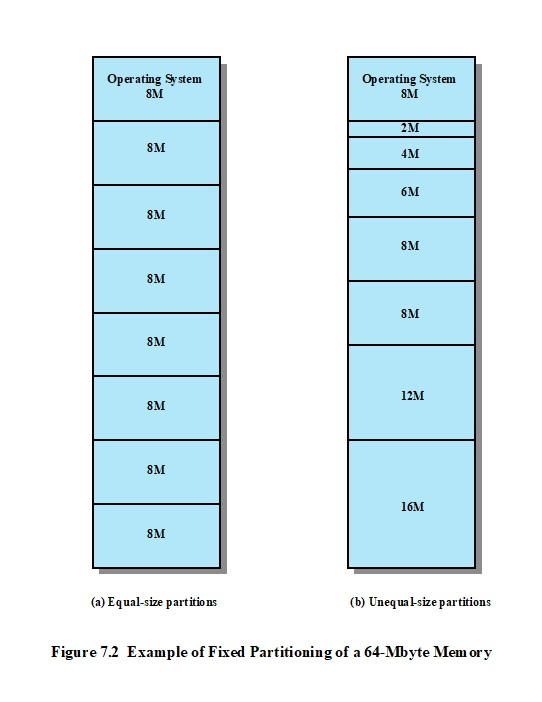 Operating System
8M
8M
8M
8M
8M
8M
8M
8M
(a) Equal-size partitions
Operating System
8M
2M
4M
6M
8M
8M
12M
16M
(b) Unequal-size partitions
Figure 7.2 Example of Fixed Partitioning of a 64-Mbyte Memory